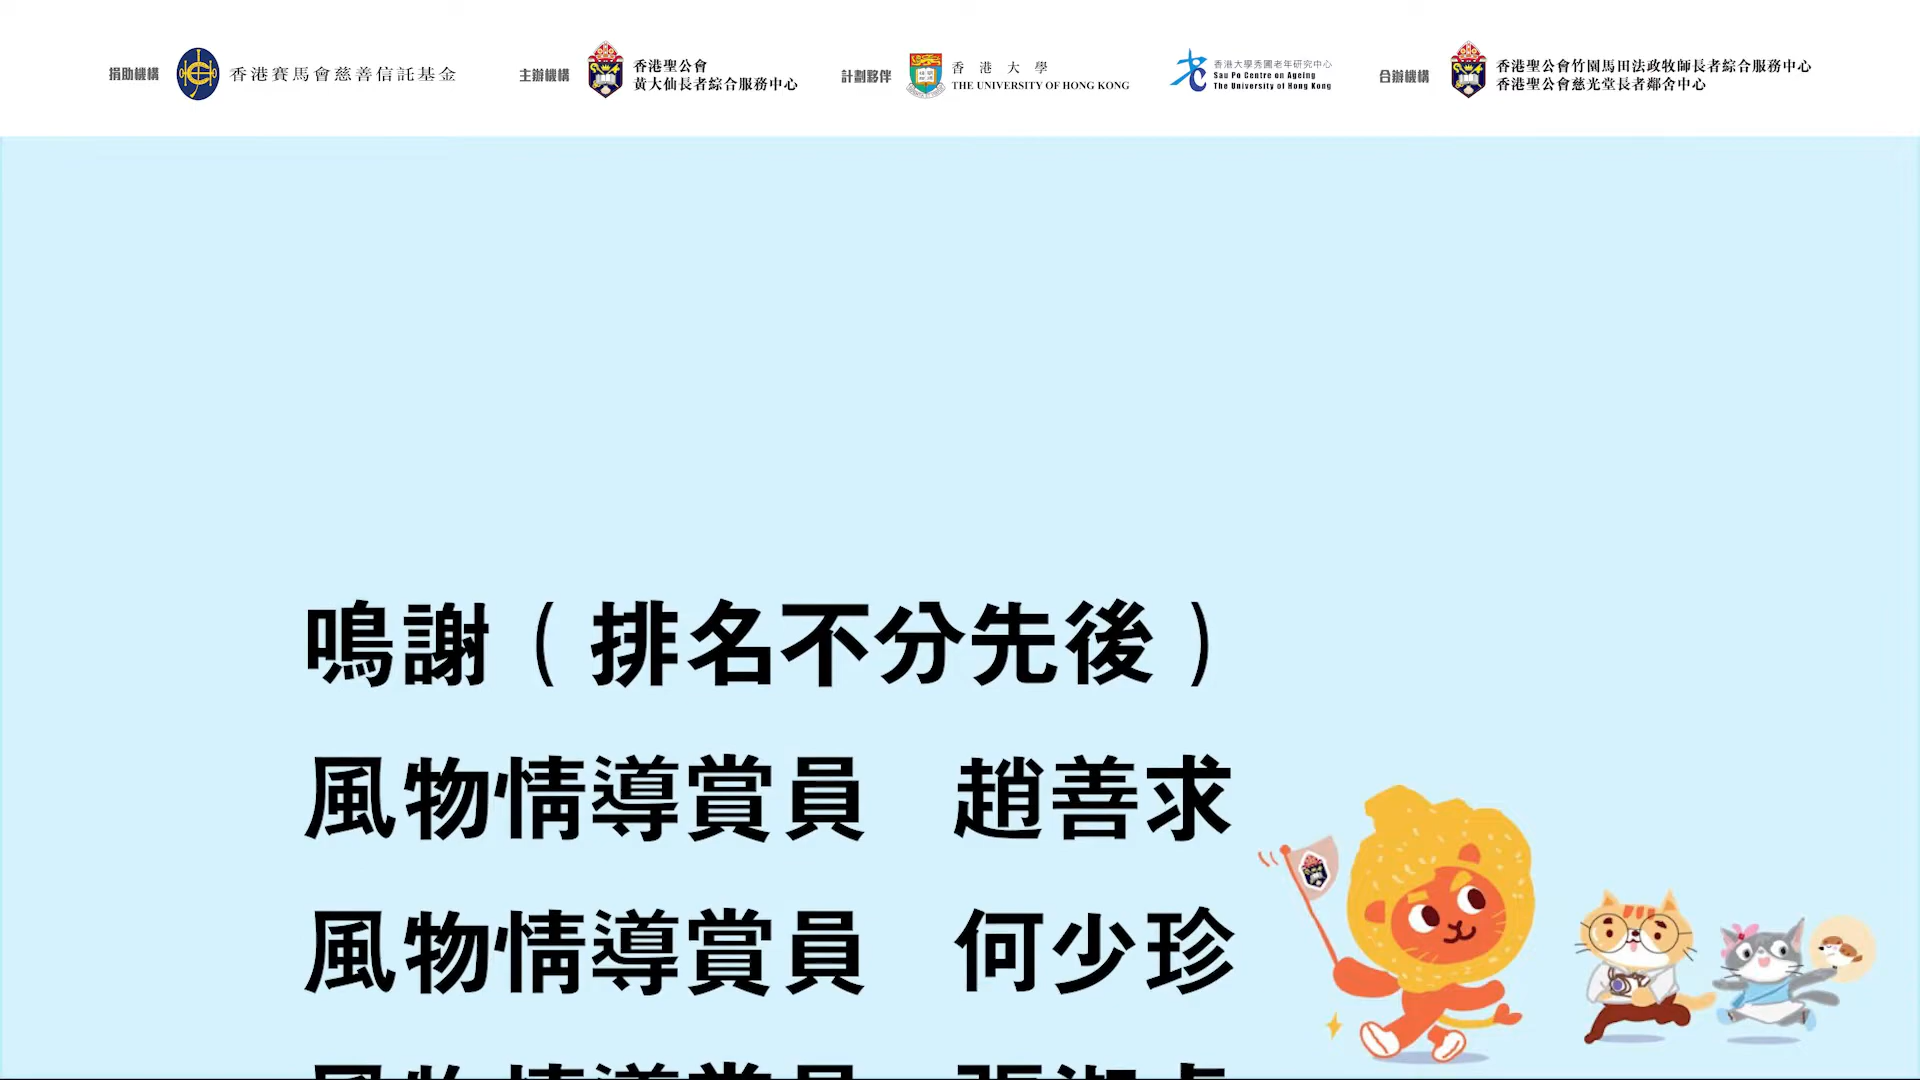 捐助機構
香港賽馬會慈善信託基金
主辦機構
香港聖公會
黃大仙長者綜合服務中心
計劃夥伴
香港大學
THE UNIVERSITY OF HONG KONG
香港大學秀圃老年研究中心
Sau Po Centre on Ageing
The University of Hong Kong
合辦機構
香港聖公會竹園馬田法政牧師長者綜合服務中心
香港聖公會慈光堂長者鄰舍中心
鳴謝（排名不分先後）
風物情導賞員 趙善求
風物情導賞員 何少珍
風物情導賞員